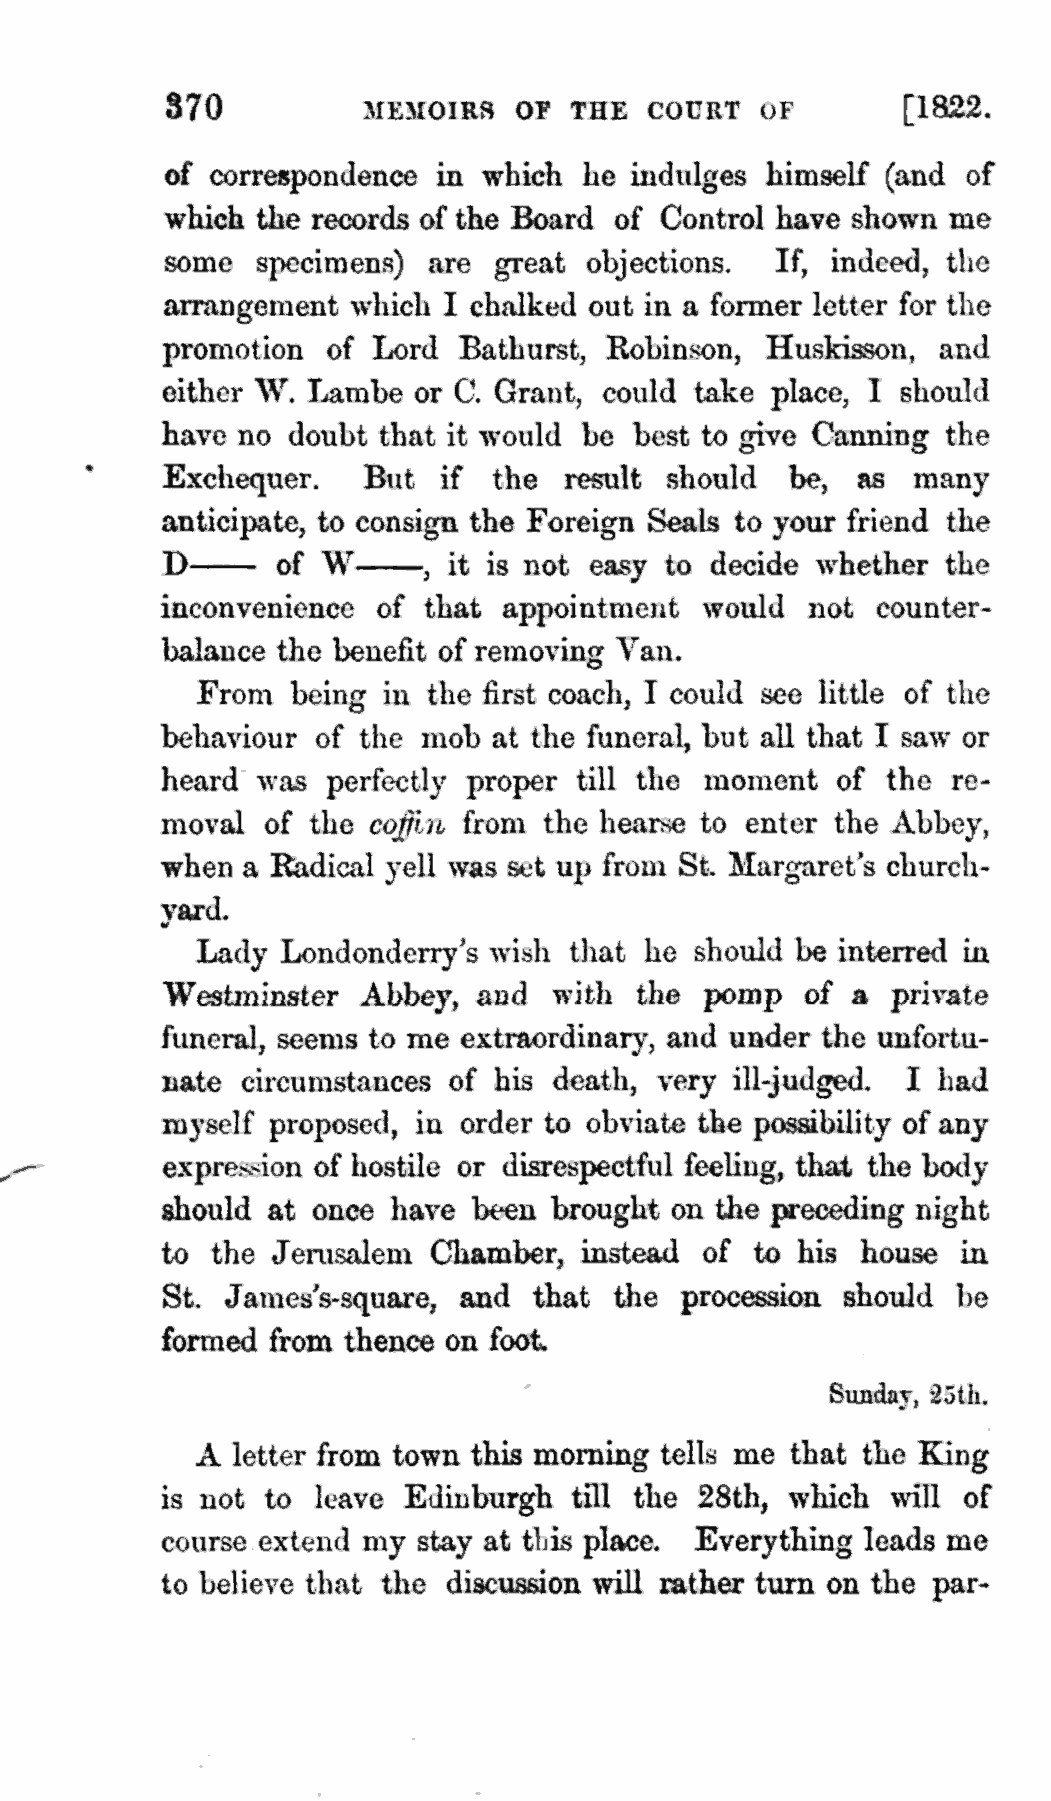 370 MEMOIRS OF THE COURT OF [1822.
of correspondence in which he indulges himself (and of
which the records of the Board of Control have shown me
some specimens) are great objections. If, indeed, the
arrangement which I chalked out in a former letter for the
promotion of Lord Bathurst, Robinson, Huskisson, and
either W. Lambe or C. Grant, could take place, I should
have no doubt that it would be best to give Canning the
Exchequer. But if the result should be, as many
anticipate, to consign the Foreign Seals to your friend the
D—— of W——, it is not easy to decide whether the
inconvenience of that appointment would not counter-
balance the benefit of removing Van.
From being in the first coach, I could see little of the
behaviour of the mob at the funeral, but all that I saw or
heard was perfectly proper till the moment of the re-
moval of the coffin from the hearse to enter the Abbey,
when a Radical yell was set up from St. Margaret's church-
yard.
Lady Londonderry's wish that he should be interred in
Westminster Abbey, and with the pomp of a private
funeral, seems to me extraordinary, and under the unfortu-
nate circumstances of his death, very ill-judged. I had
myself proposed, in order to obviate the possibility of any
expression of hostile or disrespectful feeling, that the body
should at once have been brought on the preceding night
to the Jerusalem Chamber, instead of to his house in
St. James's-square, and that the procession should be
formed from thence on foot.
Sunday, 25th.
A letter from town this morning tells me that the King
is not to leave Edinburgh till the 28th, which will of
course extend my stay at this place. Everything leads me
to believe that the discussion will rather turn on the par-